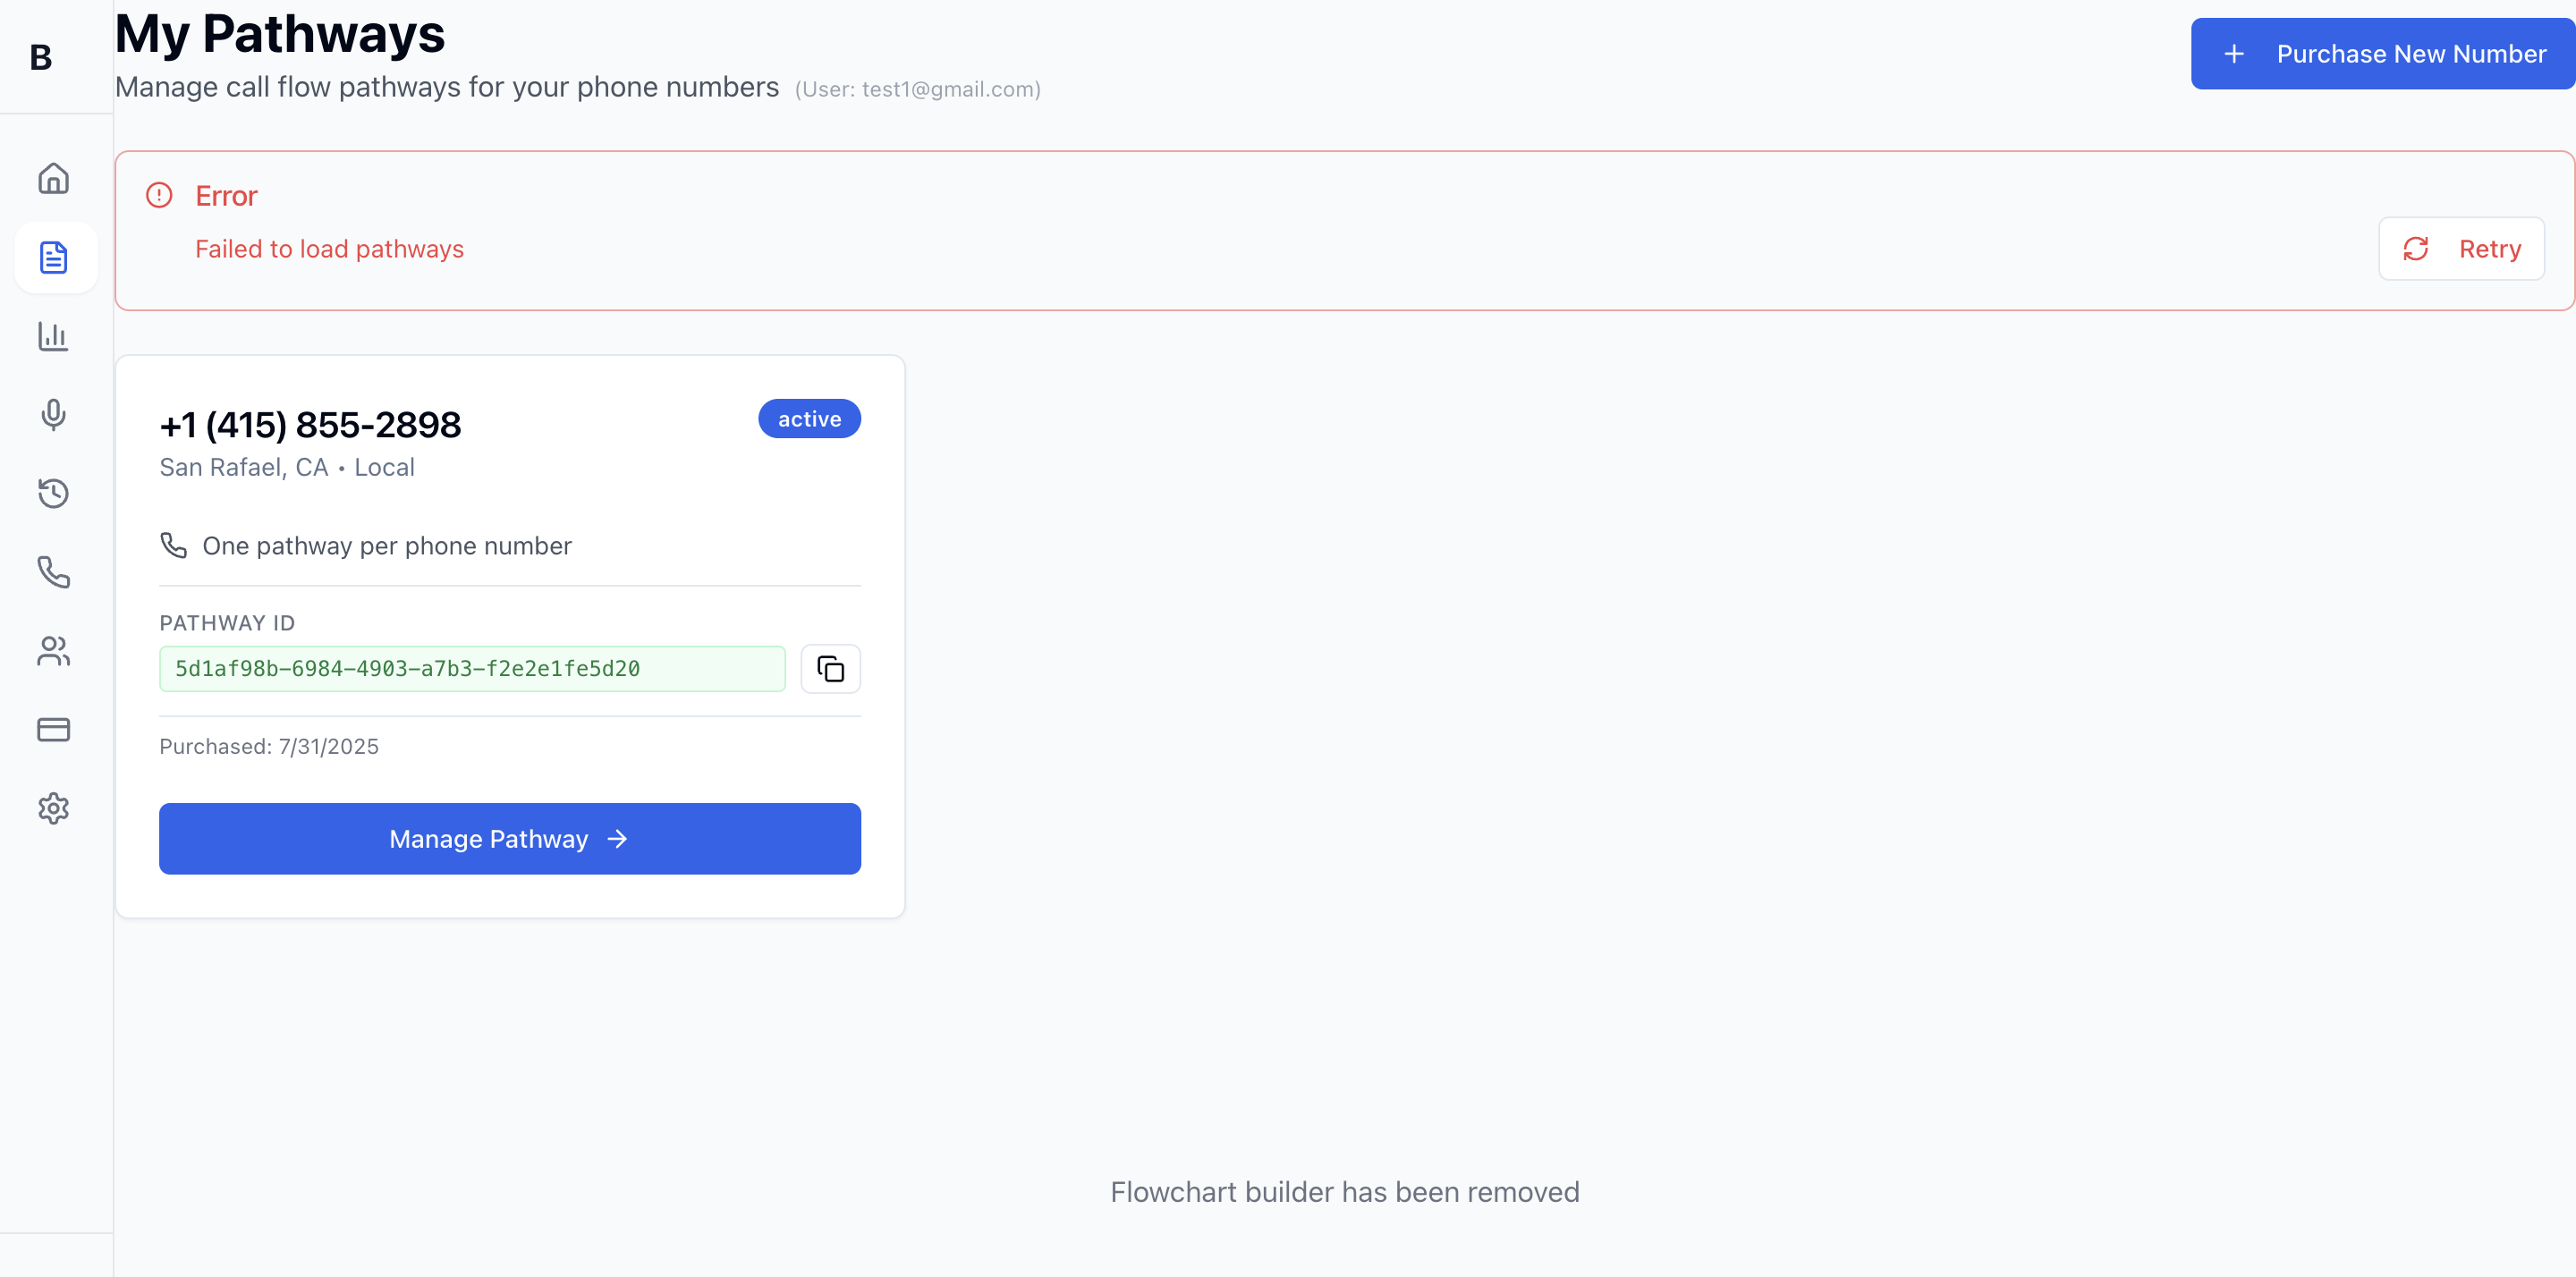 B
My Pathways
Manage call flow pathways for your phone numbers (User: test1@gmail.com)
+ Purchase New Number
Error
Failed to load pathways
Retry
+1 (415) 855-2898
active
San Rafael, CA • Local
One pathway per phone number
PATHWAY ID
5d1af98b-6984-4903-a7b3-f2e2e1fe5d20
Purchased: 7/31/2025
Manage Pathway →
Flowchart builder has been removed